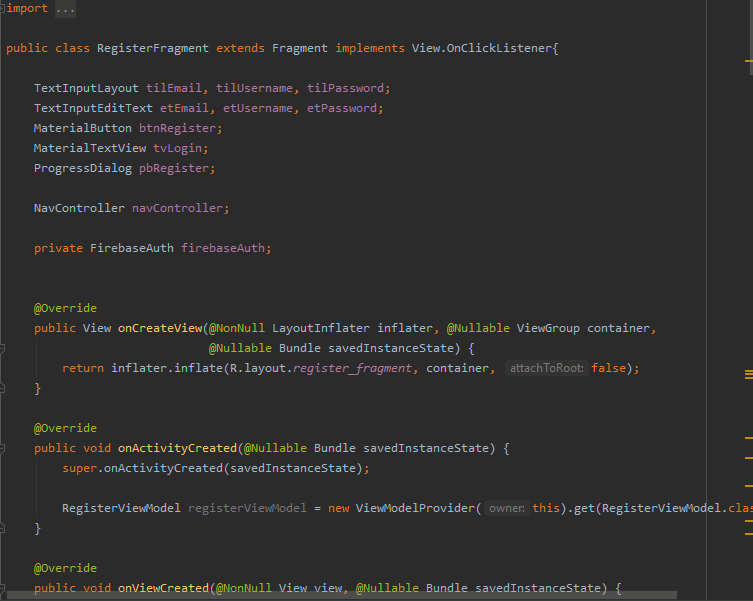 import ...
public class RegisterFragment extends Fragment implements View.OnClickListener{
TextInputLayout tilEmail, tilUsername, tilPassword;
TextInputEditText etEmail, etUsername, etPassword;
MaterialButton btnRegister;
MaterialTextView tvLogin;
ProgressDialog pbRegister;
NavController navController;
private FirebaseAuth firebaseAuth;
@Override
public View onCreateView(@NonNull LayoutInflater inflater, @Nullable ViewGroup container,
@Nullable Bundle savedInstanceState) {
return inflater.inflate(R.layout.register_fragment, container, attachToRoot: false);
}
@Override
public void onActivityCreated(@Nullable Bundle savedInstanceState) {
super.onActivityCreated(savedInstanceState);
RegisterViewModel registerViewModel = new ViewModelProvider( owner: this).get(RegisterViewModel.clas
}
@Override
public void onViewCreated(@NonNull View view, @Nullable Bundle savedInstanceState) {